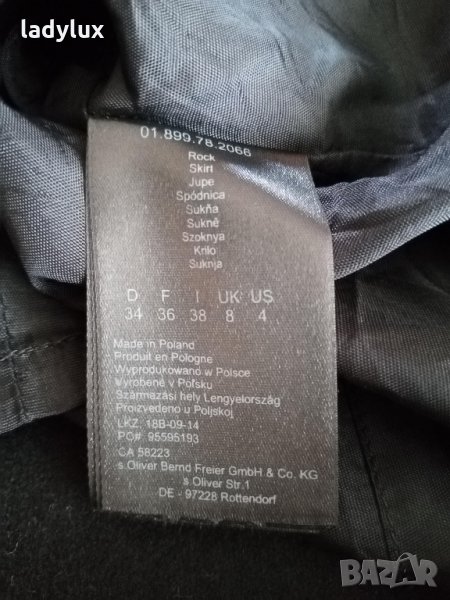 ladylux
01.899.78.2066
Rock
Skirt
Jupe
Spódnica
Sukňa
Sukně
Szoknya
Krilo
Suknja
D F I UK US
34 36 38 8 4
Made in Poland
Produit en Pologne
Wyprodukowano w Polsce
vyrobené v Poľsku
Származási hely Lengyelország
Proizvedeno u Poljskoj
LKZ: 18B-09-14
PO# 95595193
CA 58223
s.Oliver Bernd Freier GmbH & Co. KG
s.Oliver Str.1
DE - 97228 Rottendorf
BAZAR